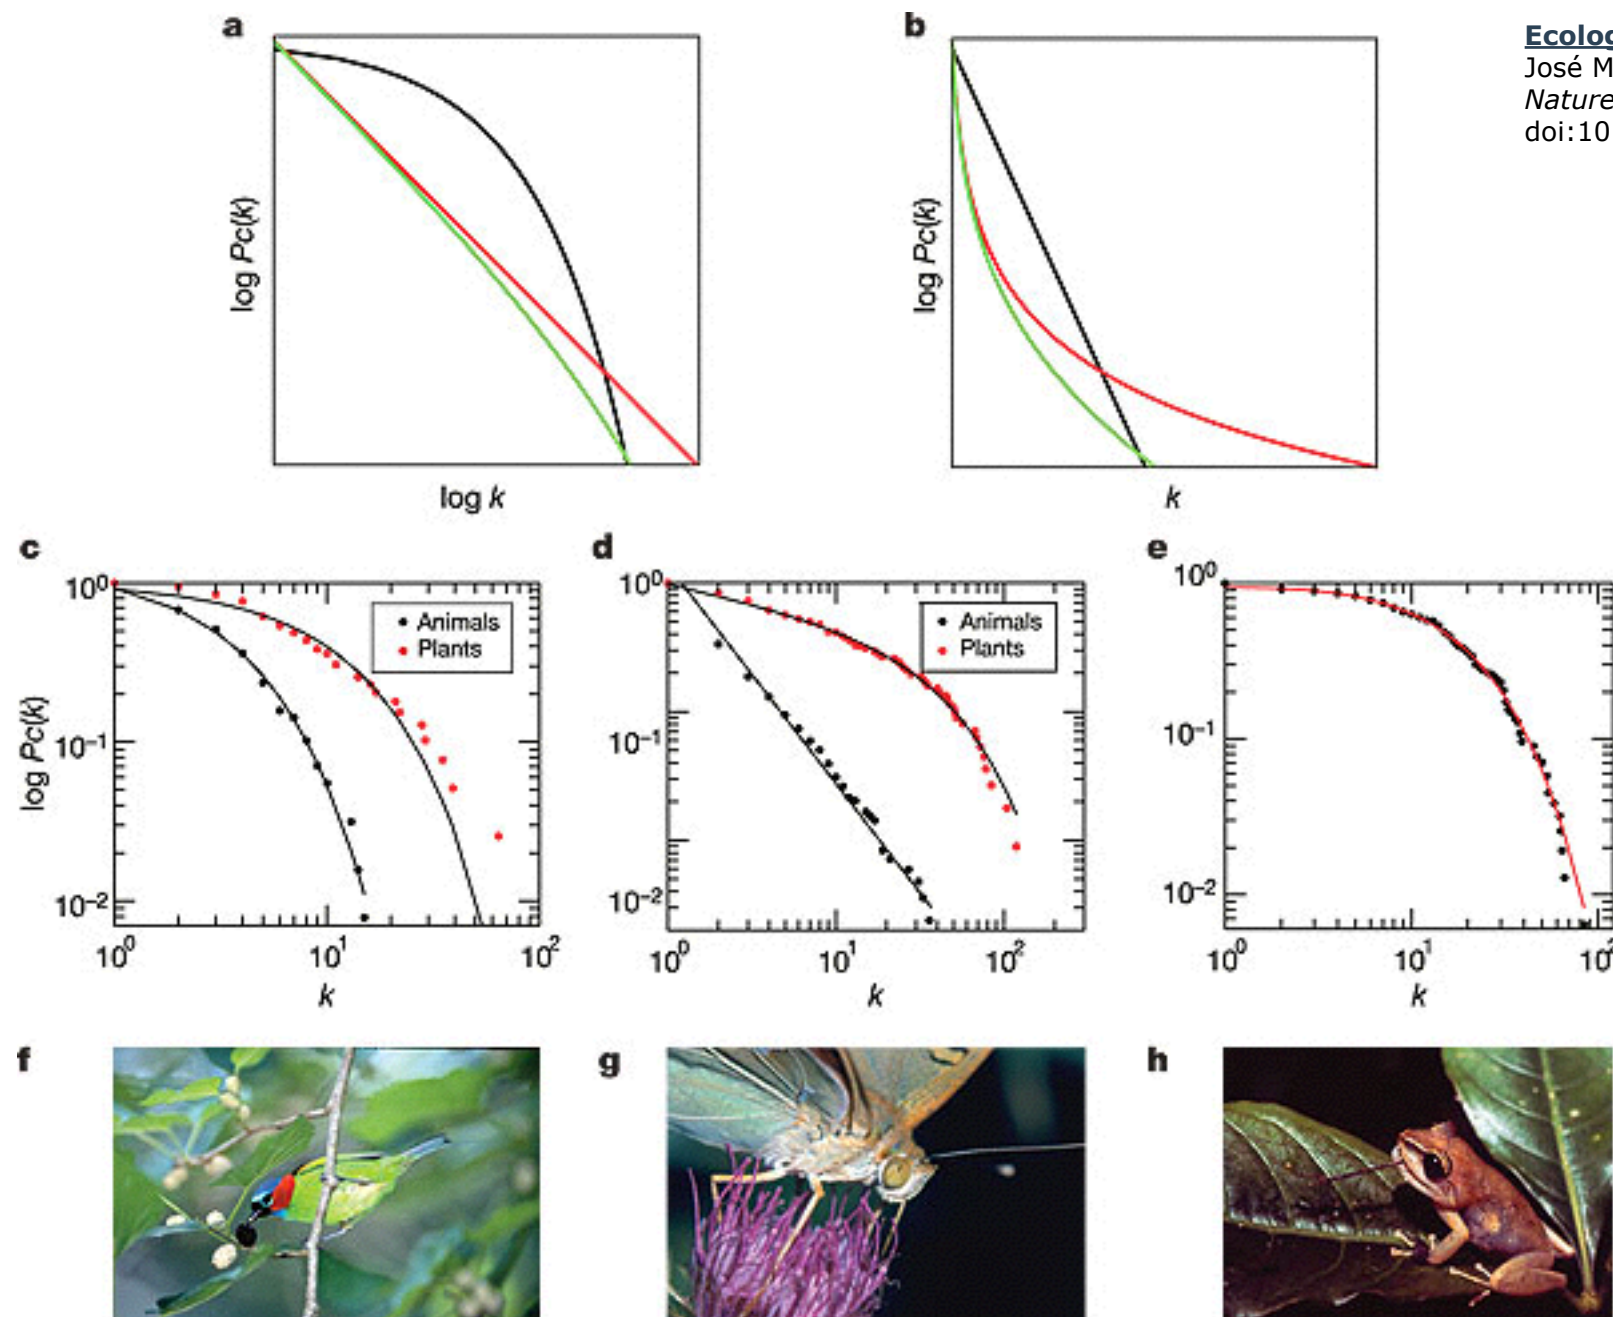 a
b
Ecolog
José M
Nature
doi:10
log Pc(k)
log k
log Pc(k)
k
c
d
e
log Pc(k)
10⁰
10⁻¹
10⁻²
Animals
Plants
10⁰ 10¹ 10²
k
10⁰
10⁻¹
10⁻²
Animals
Plants
10⁰ 10¹ 10²
k
10⁰
10⁻¹
10⁻²
10⁰ 10¹ 10
k
f
g
h